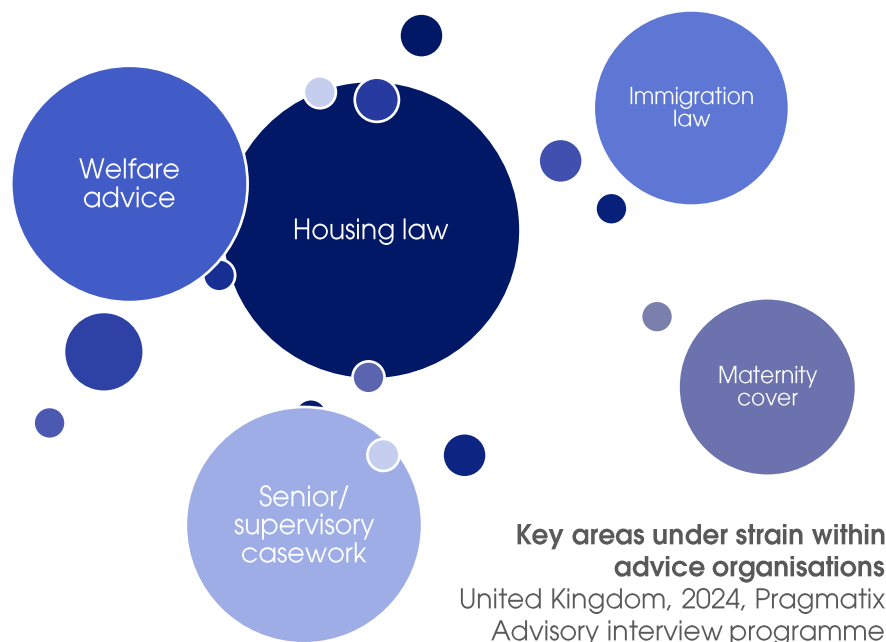 Immigration
law
Welfare
advice
Housing law
Maternity
cover
Senior/
supervisory
casework
Key areas under strain within
advice organisations
United Kingdom, 2024, Pragmatix
Advisory interview programme